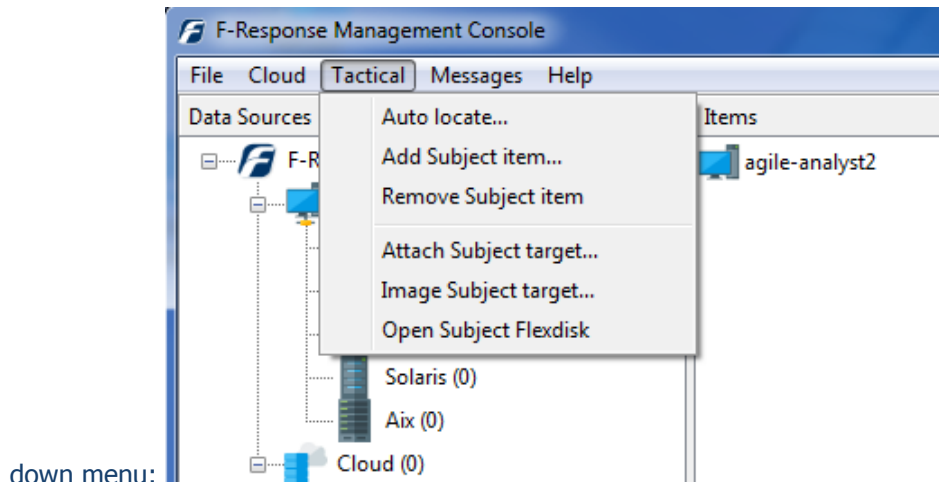 F-Response Management Console
File Cloud Tactical Messages Help
Data Sources Items
Auto locate...
F-R
Add Subject item...
agile-analyst2
Remove Subject item
Attach Subject target...
Image Subject target...
Open Subject Flexdisk
Solaris (0)
Aix (0)
Cloud (0)
down menu: